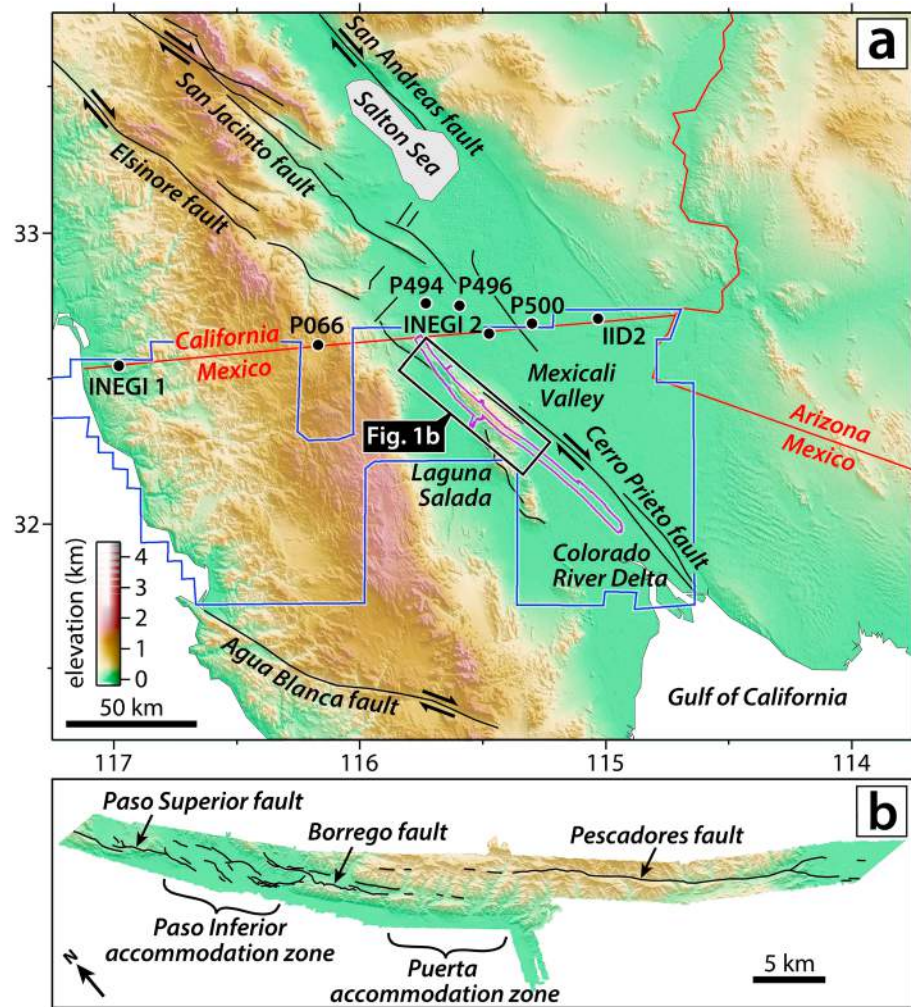 a
San Andreas fault
San Jacinto fault
Elsinore fault
Salton Sea
33
P494
P496
P500
INEGI 2
IID2
P066
California
Mexico
INEGI 1
Mexicali
Valley
Fig. 1b
Cerro Prieto fault
Arizona
Mexico
Laguna
Salada
32
Colorado
River Delta
elevation (km)
4
3
2
1
0
50 km
Agua Blanca fault
Gulf of California
117
116
115
114
b
Paso Superior fault
Borrego fault
Pescadores fault
Paso Inferior
accommodation zone
Puerta
accommodation zone
N
5 km